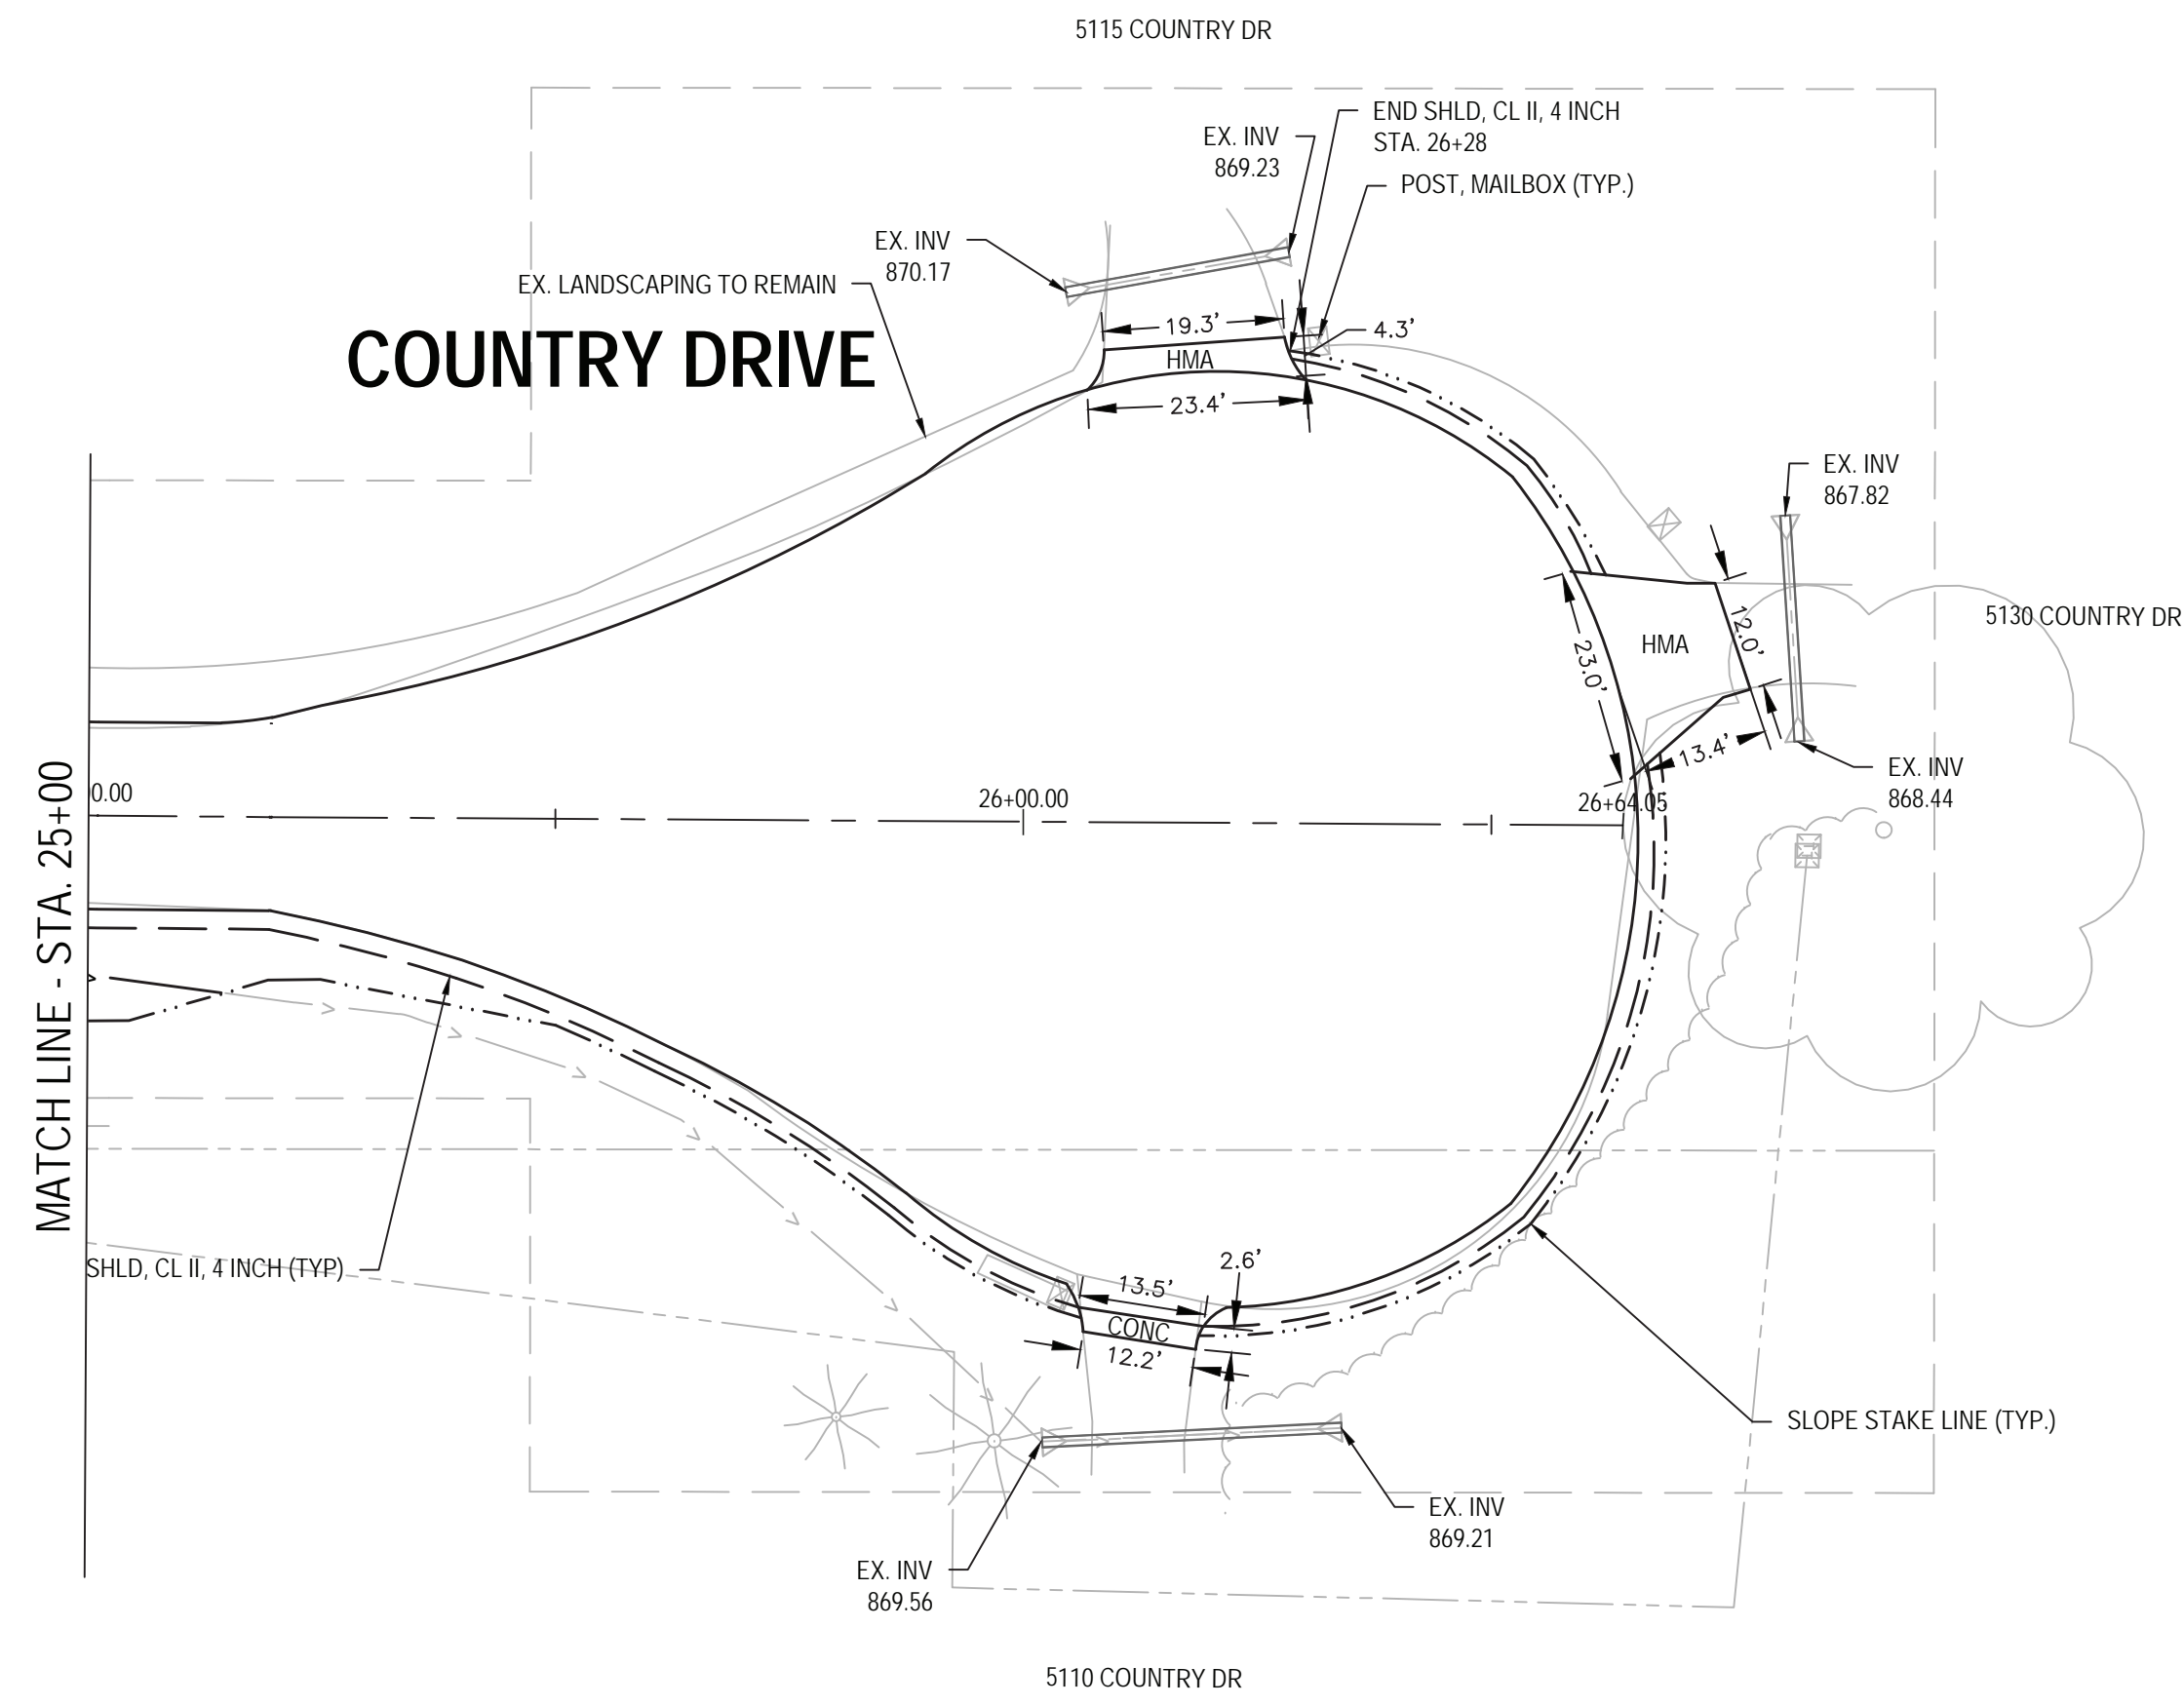 5115 COUNTRY DR
END SHLD, CL II, 4 INCH
STA. 26+28
EX. INV
869.23
POST, MAILBOX (TYP.)
EX. INV
870.17
EX. LANDSCAPING TO REMAIN
COUNTRY DRIVE
19.3'
4.3'
HMA
23.4'
EX. INV
867.82
5130 COUNTRY DR
12.0'
HMA
23.0'
13.4'
EX. INV
868.44
0.00
26+00.00
26+64.05
MATCH LINE - STA. 25+00
SHLD, CL II, 4 INCH (TYP)
2.6'
13.5'
CONC
12.2'
SLOPE STAKE LINE (TYP.)
EX. INV
869.21
EX. INV
869.56
5110 COUNTRY DR